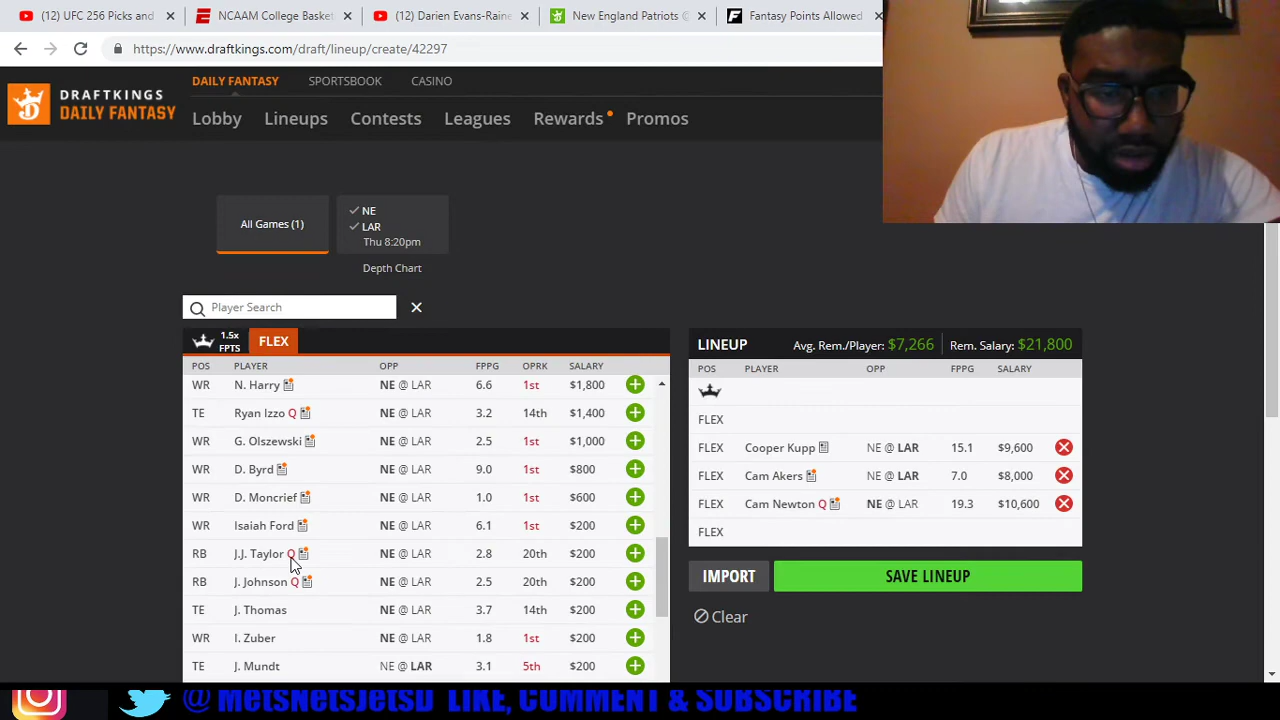 (12) UFC 256 Picks and
NCAAM College Baske
(12) Darien Evans-Raine
New England Patriots @
Fantasy Points Allowed
https://www.draftkings.com/draft/lineup/create/42297
DRAFTKINGS
DAILY FANTASY
DAILY FANTASY SPORTSBOOK CASINO
Lobby Lineups Contests Leagues Rewards Promos
All Games (1)
NE
LAR
Thu 8:20pm
Depth Chart
Player Search
1.5x
FPTS
FLEX
POS PLAYER OPP FPPG OPRK SALARY
WR N. Harry NE @ LAR 6.6 1st $1,800
TE Ryan Izzo Q NE @ LAR 3.2 14th $1,400
WR G. Olszewski NE @ LAR 2.5 1st $1,000
WR D. Byrd NE @ LAR 9.0 1st $800
WR D. Moncrief NE @ LAR 1.0 1st $600
WR Isaiah Ford NE @ LAR 6.1 1st $200
RB J.J. Taylor Q NE @ LAR 2.8 20th $200
RB J. Johnson Q NE @ LAR 2.5 20th $200
TE J. Thomas NE @ LAR 3.7 14th $200
WR I. Zuber NE @ LAR 1.8 1st $200
TE J. Mundt NE @ LAR 3.1 5th $200
LINEUP Avg. Rem./Player: $7,266 Rem. Salary: $21,800
POS PLAYER OPP FPPG SALARY
FLEX
FLEX Cooper Kupp NE @ LAR 15.1 $9,600
FLEX Cam Akers NE @ LAR 7.0 $8,000
FLEX Cam Newton Q NE @ LAR 19.3 $10,600
FLEX
IMPORT SAVE LINEUP
Clear
@ MetsNetsJetsD LIKE, COMMENT & SUBSCRIBE